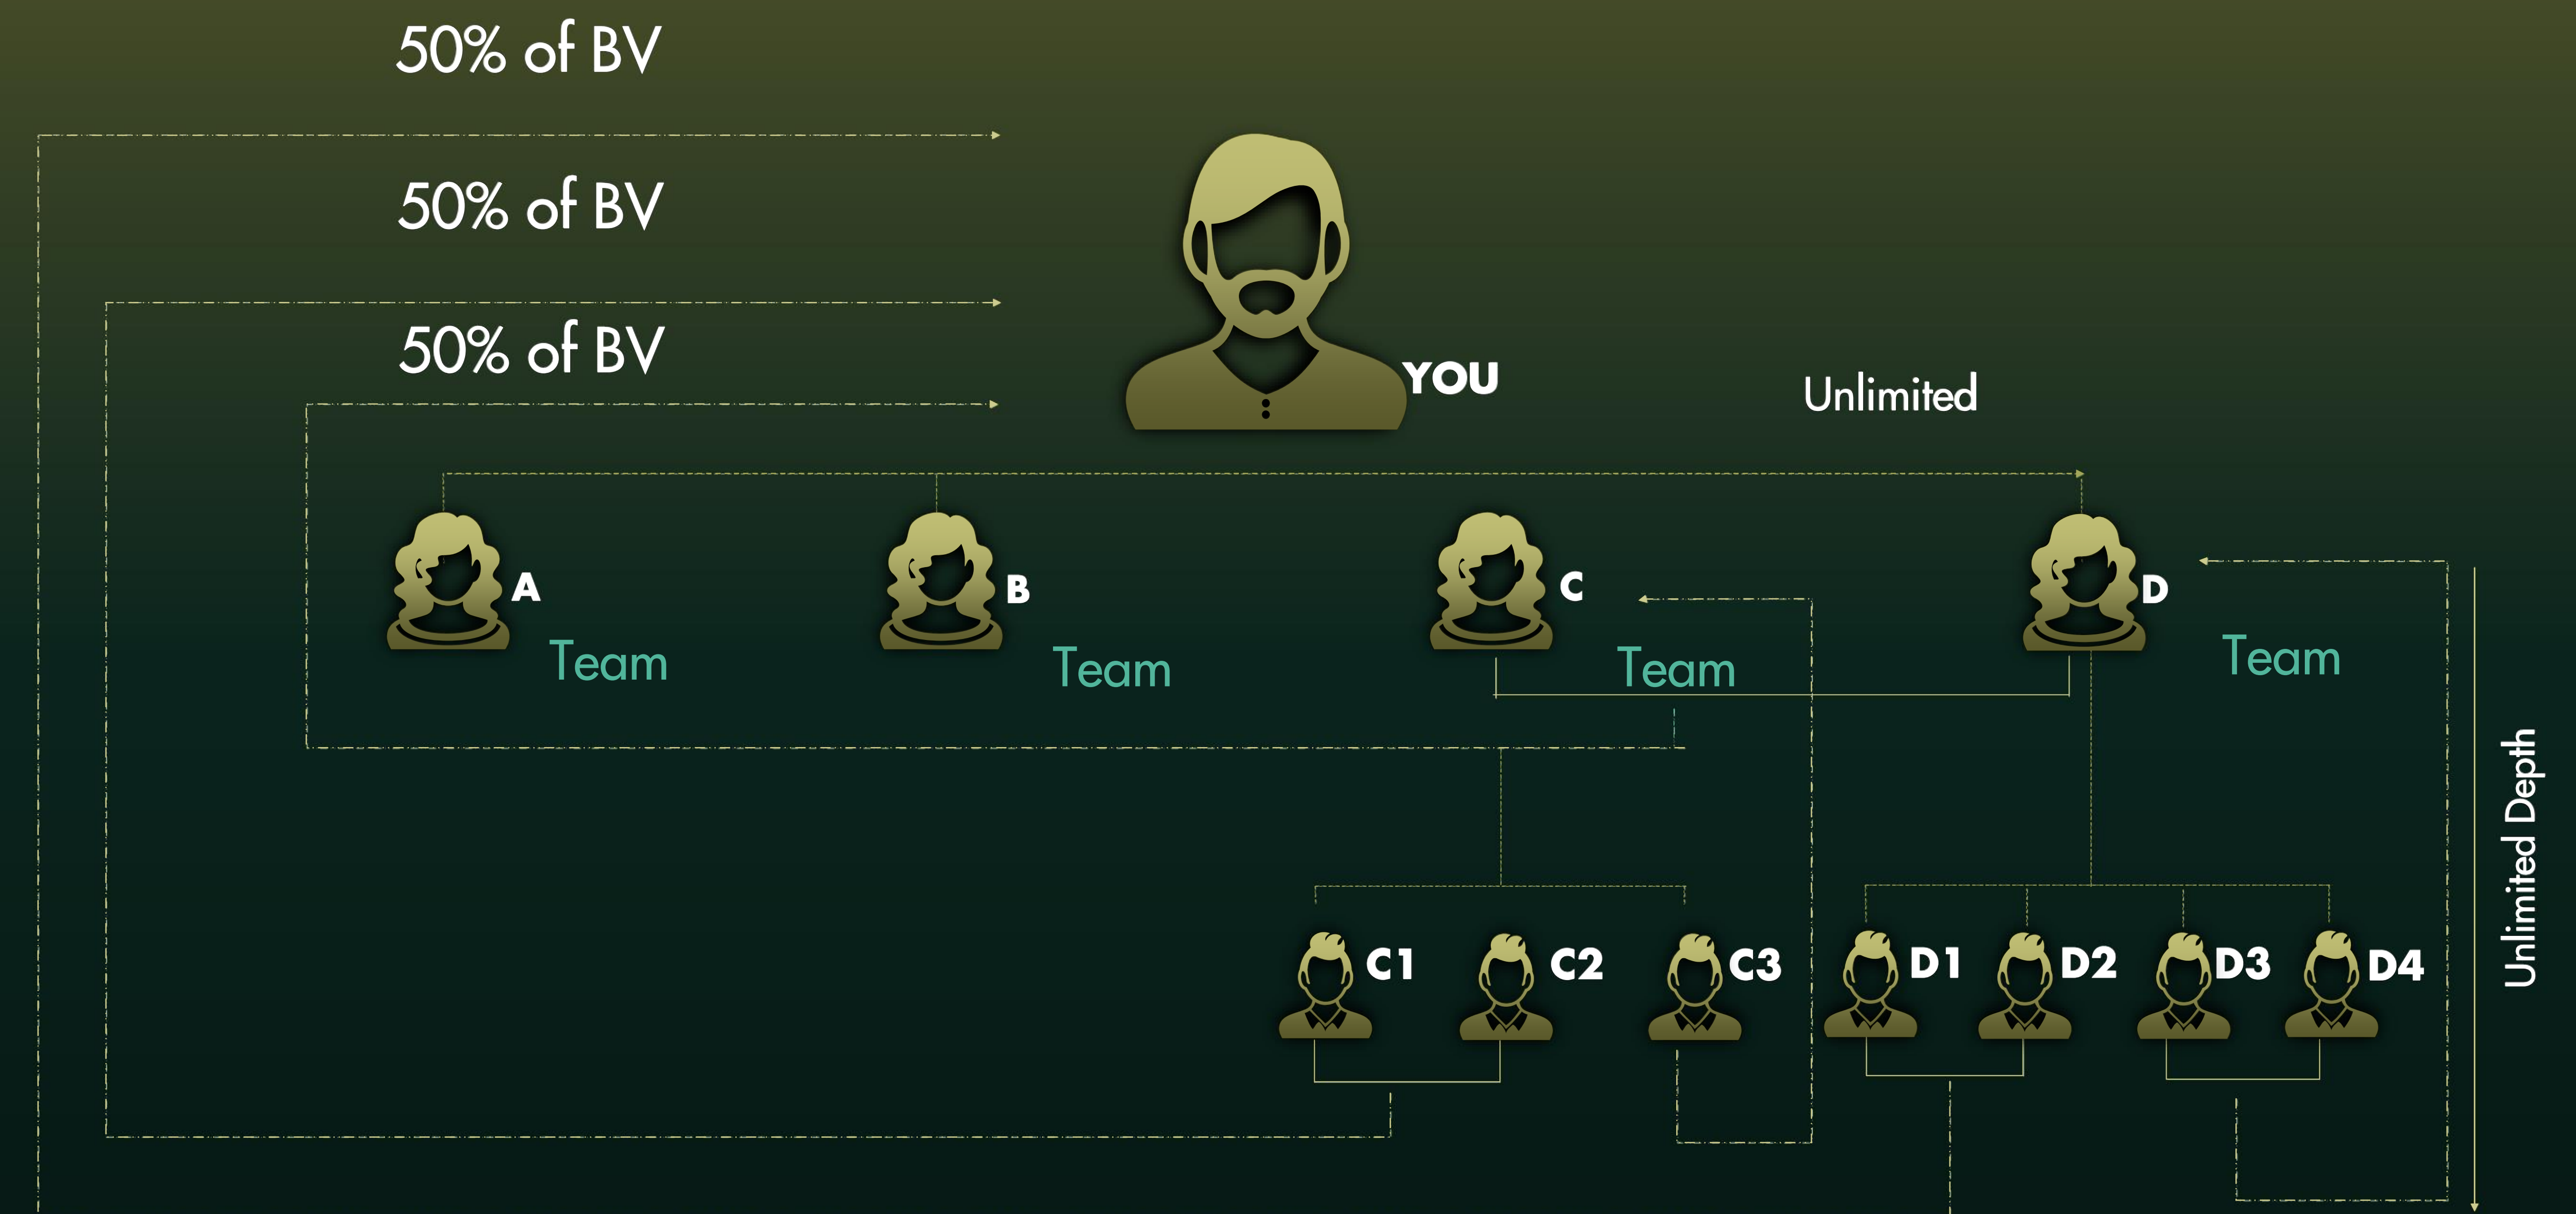 50% of BV
50% of BV
50% of BV
YOU
Unlimited
A
B
C
D
Team
Team
Team
Team
Unlimited Depth
C1
C2
C3
D1
D2
D3
D4